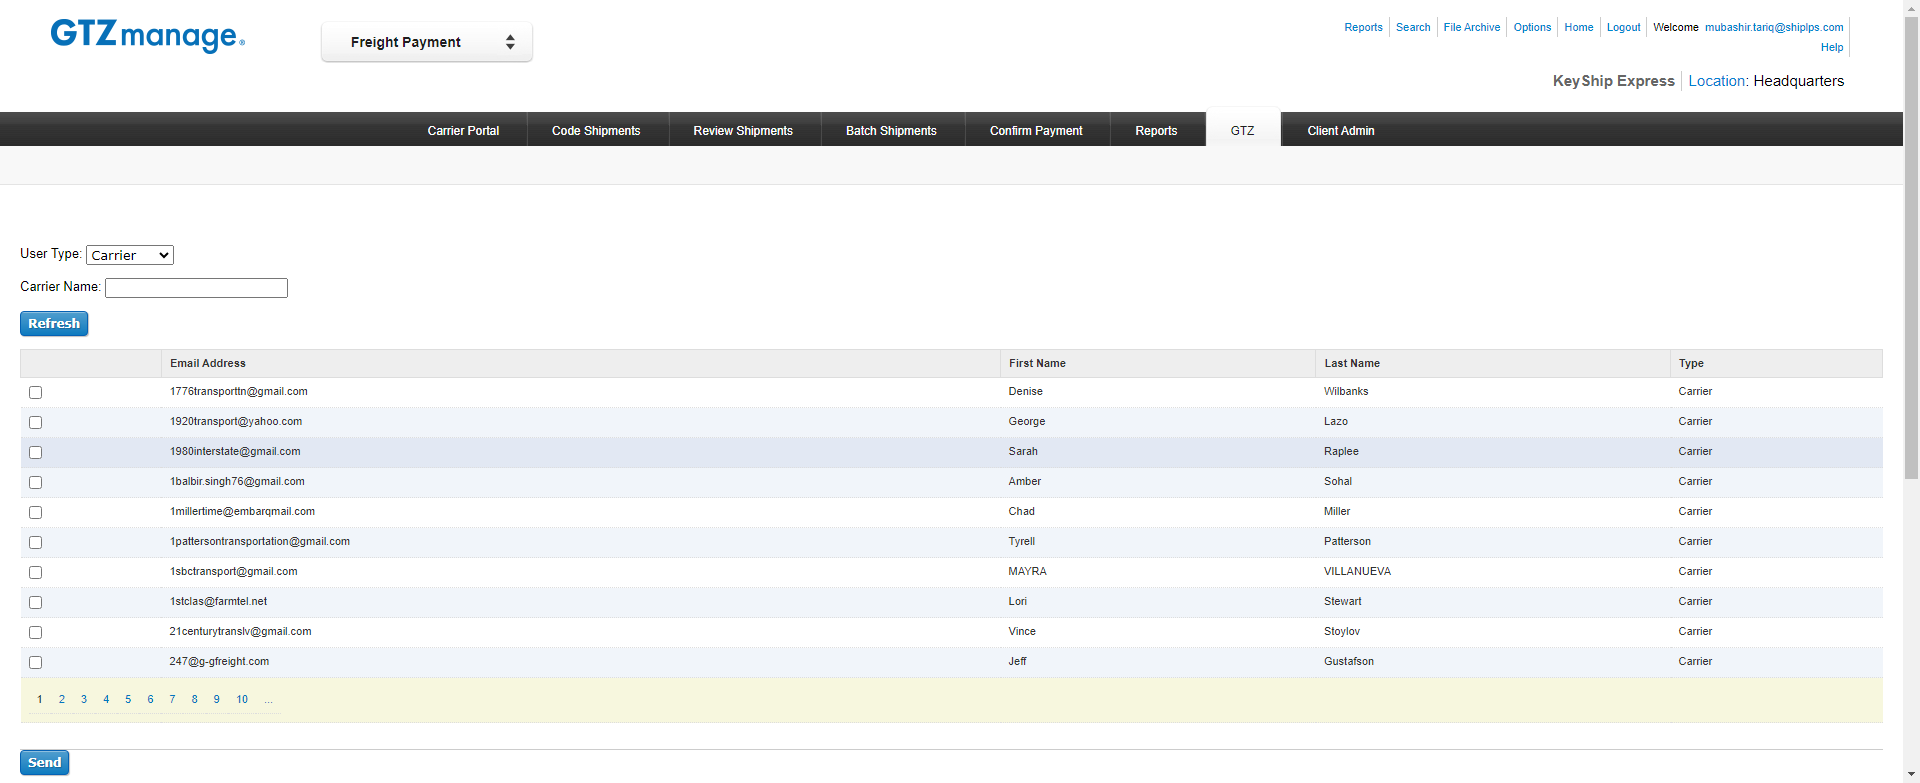 GTZmanage®
Freight Payment
Reports Search File Archive Options Home Logout Welcome mubashir.tariq@shiplps.com
Help
KeyShip Express Location: Headquarters
Carrier Portal Code Shipments Review Shipments Batch Shipments Confirm Payment Reports GTZ Client Admin
User Type: Carrier
Carrier Name:
Refresh
Email Address First Name Last Name Type
1776transporttn@gmail.com Denise Wilbanks Carrier
1920transport@yahoo.com George Lazo Carrier
1980interstate@gmail.com Sarah Raplee Carrier
1balbir.singh76@gmail.com Amber Sohal Carrier
1millertime@embarqmail.com Chad Miller Carrier
1pattersontransportation@gmail.com Tyrell Patterson Carrier
1sbctransport@gmail.com MAYRA VILLANUEVA Carrier
1stclas@farmtel.net Lori Stewart Carrier
21centurytranslv@gmail.com Vince Stoylov Carrier
247@g-gfreight.com Jeff Gustafson Carrier
1 2 3 4 5 6 7 8 9 10 ...
Send